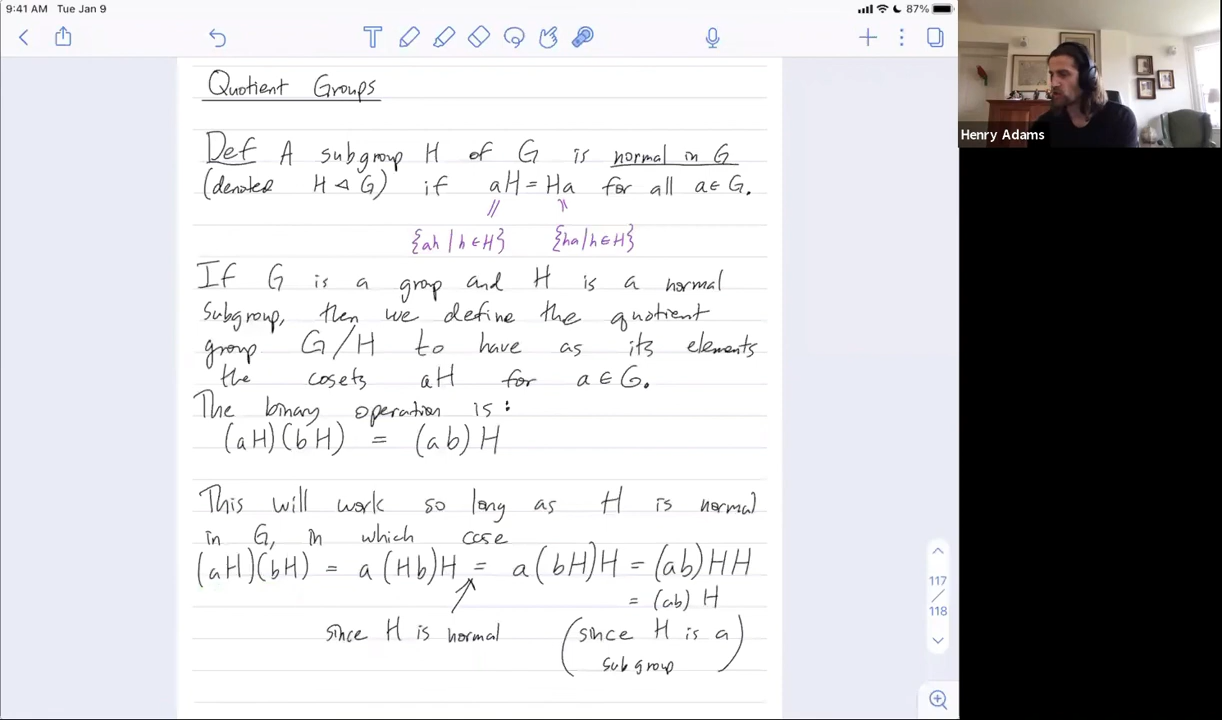 9:41 AM Tue Jan 9
87%
Quotient Groups
Def A subgroup H of G is normal in G
(denoted H ⊲ G) if aH = Ha for all a ∈ G.
{ah | h ∈ H} {ha | h ∈ H}
If G is a group and H is a normal
subgroup, then we define the quotient
group G/H to have as its elements
the cosets aH for a ∈ G.
The binary operation is:
(aH)(bH) = (ab)H
This will work so long as H is normal
in G, in which case
(aH)(bH) = a(Hb)H = a(bH)H = (ab)HH
= (ab) H
since H is normal (since H is a
subgroup)
117
/
118
Henry Adams